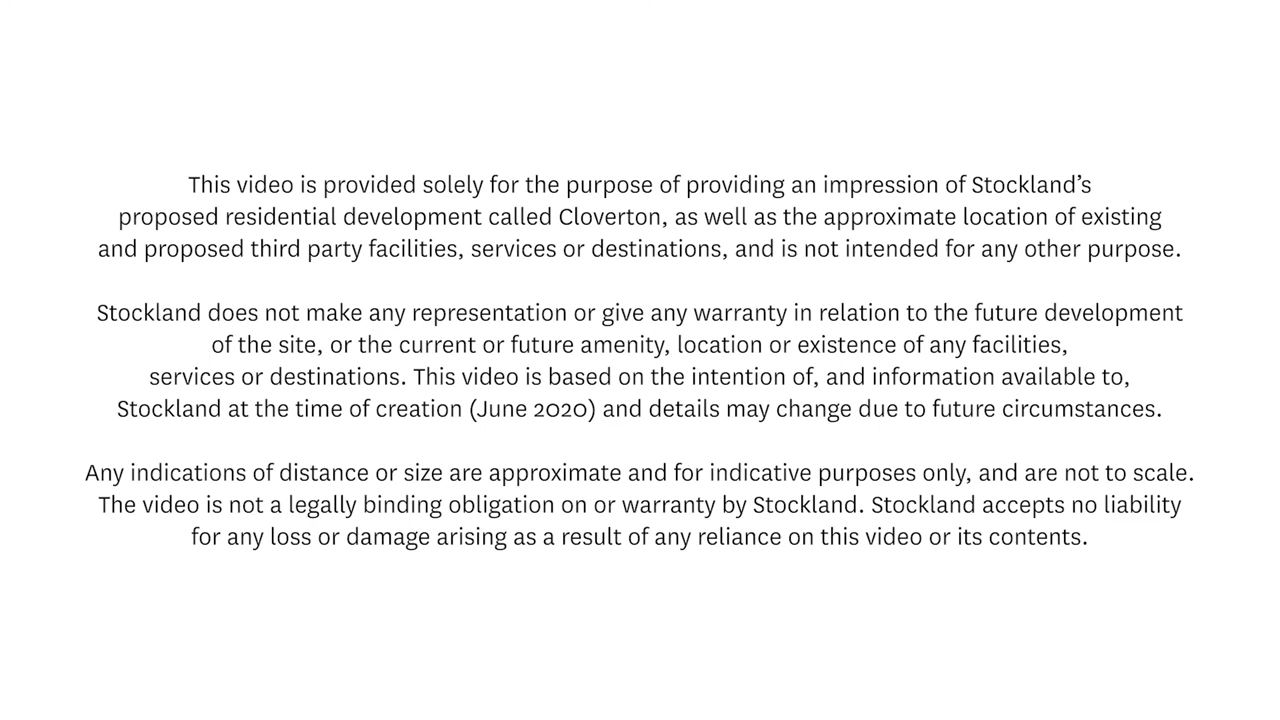 This video is provided solely for the purpose of providing an impression of Stockland’s
proposed residential development called Cloverton, as well as the approximate location of existing
and proposed third party facilities, services or destinations, and is not intended for any other purpose.
Stockland does not make any representation or give any warranty in relation to the future development
of the site, or the current or future amenity, location or existence of any facilities,
services or destinations. This video is based on the intention of, and information available to,
Stockland at the time of creation (June 2020) and details may change due to future circumstances.
Any indications of distance or size are approximate and for indicative purposes only, and are not to scale.
The video is not a legally binding obligation on or warranty by Stockland. Stockland accepts no liability
for any loss or damage arising as a result of any reliance on this video or its contents.